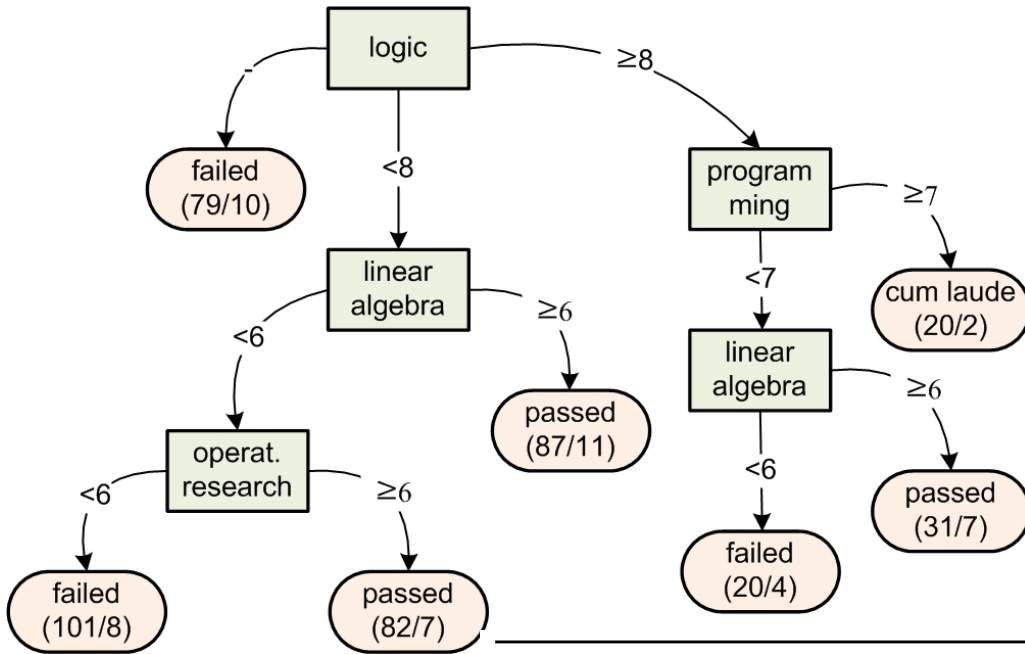 logic
-
≥8
<8
failed
(79/10)
program
ming
≥7
linear
algebra
<7
cum laude
(20/2)
<6
≥6
linear
algebra
≥6
operat.
research
passed
(87/11)
<6
passed
(31/7)
<6
≥6
failed
(20/4)
failed
(101/8)
passed
(82/7)